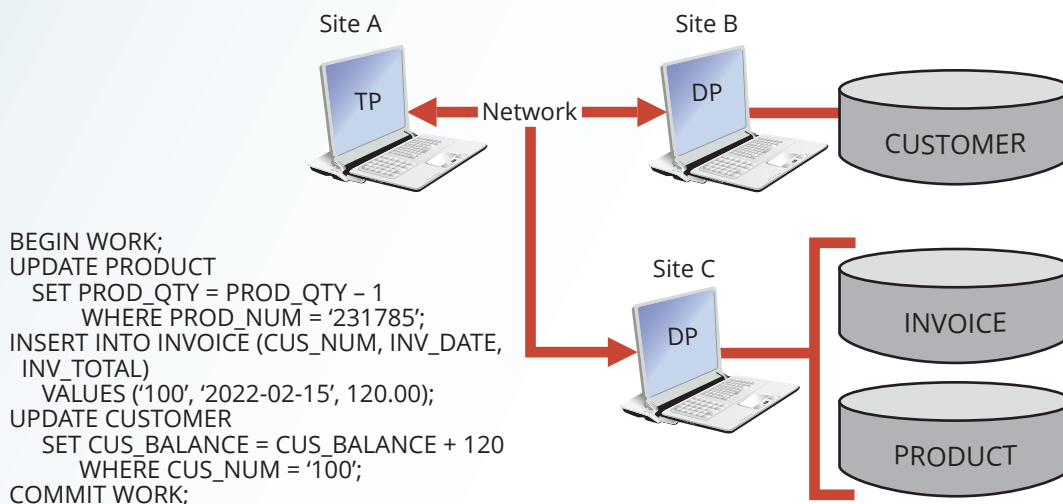 Site A
Site B
TP
Network
DP
CUSTOMER
BEGIN WORK;
UPDATE PRODUCT
SET PROD_QTY = PROD_QTY – 1
WHERE PROD_NUM = ‘231785’;
INSERT INTO INVOICE (CUS_NUM, INV_DATE,
INV_TOTAL)
VALUES (‘100’, ‘2022-02-15’, 120.00);
UPDATE CUSTOMER
SET CUS_BALANCE = CUS_BALANCE + 120
WHERE CUS_NUM = ‘100’;
COMMIT WORK;
Site C
DP
INVOICE
PRODUCT